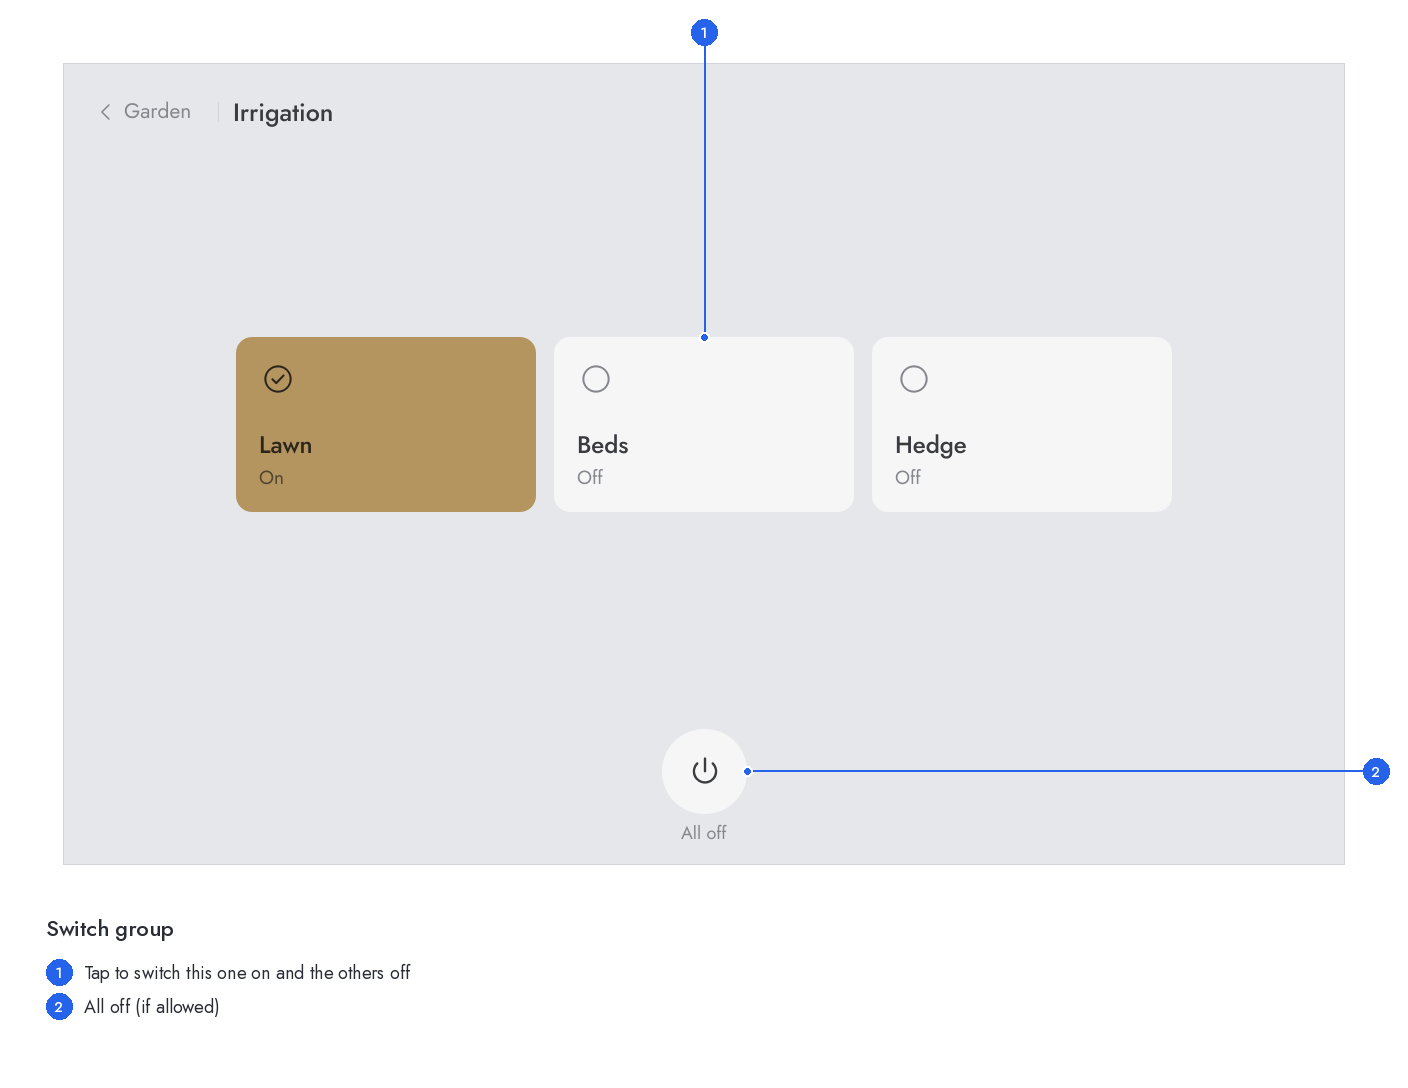 1
Garden
Irrigation
Lawn
On
Beds
Off
Hedge
Off
2
All off
Switch group
1 Tap to switch this one on and the others off
2 All off (if allowed)